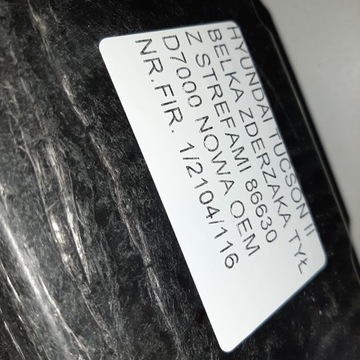 HYUNDAI TUCSON II
BELKA ZDERZAKA TYŁ
Z STREFAMI 86630
D7000 NOWA OEM
NR FIR. 1/2104/116